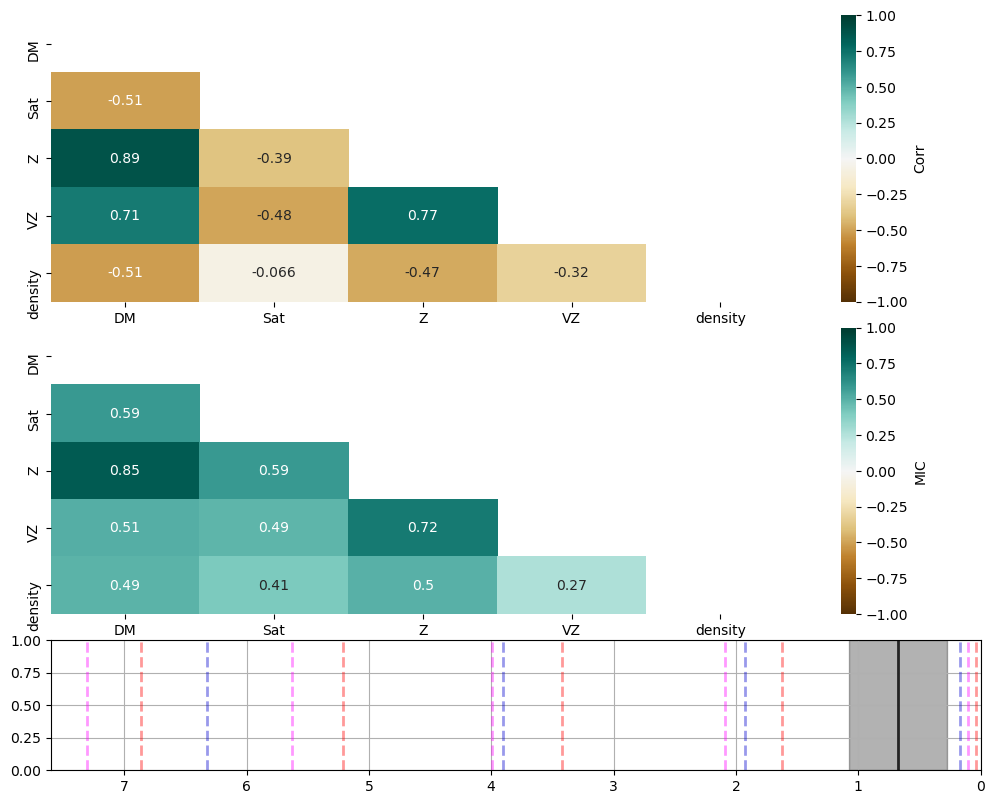 DM
Sat
Z
VZ
density
-0.51
0.89
-0.39
0.71
-0.48
0.77
-0.51
-0.066
-0.47
-0.32
DM
Sat
Z
VZ
density
1.00
0.75
0.50
0.25
0.00
−0.25
−0.50
−0.75
−1.00
Corr
DM
Sat
Z
VZ
density
0.59
0.85
0.59
0.51
0.49
0.72
0.49
0.41
0.5
0.27
DM
Sat
Z
VZ
density
1.00
0.75
0.50
0.25
0.00
−0.25
−0.50
−0.75
−1.00
MIC
1.00
0.75
0.50
0.25
0.00
7
6
5
4
3
2
1
0